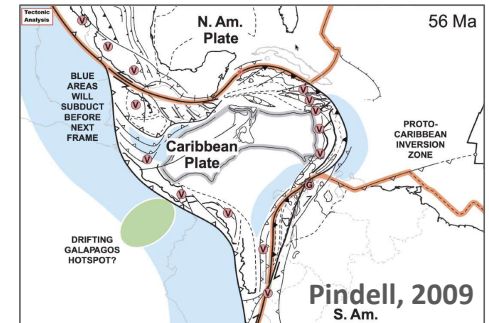 Tectonic
Analysis
N. Am.
Plate
56 Ma
V
V
V
V
BLUE
AREAS
WILL
SUBDUCT
BEFORE
NEXT
FRAME
V
V
V
V
V
Caribbean
Plate
V
PROTO-
CARIBBEAN
INVERSION
ZONE
G
V
V
DRIFTING
GALAPAGOS
HOTSPOT?
V
V
Pindell, 2009
S. Am.